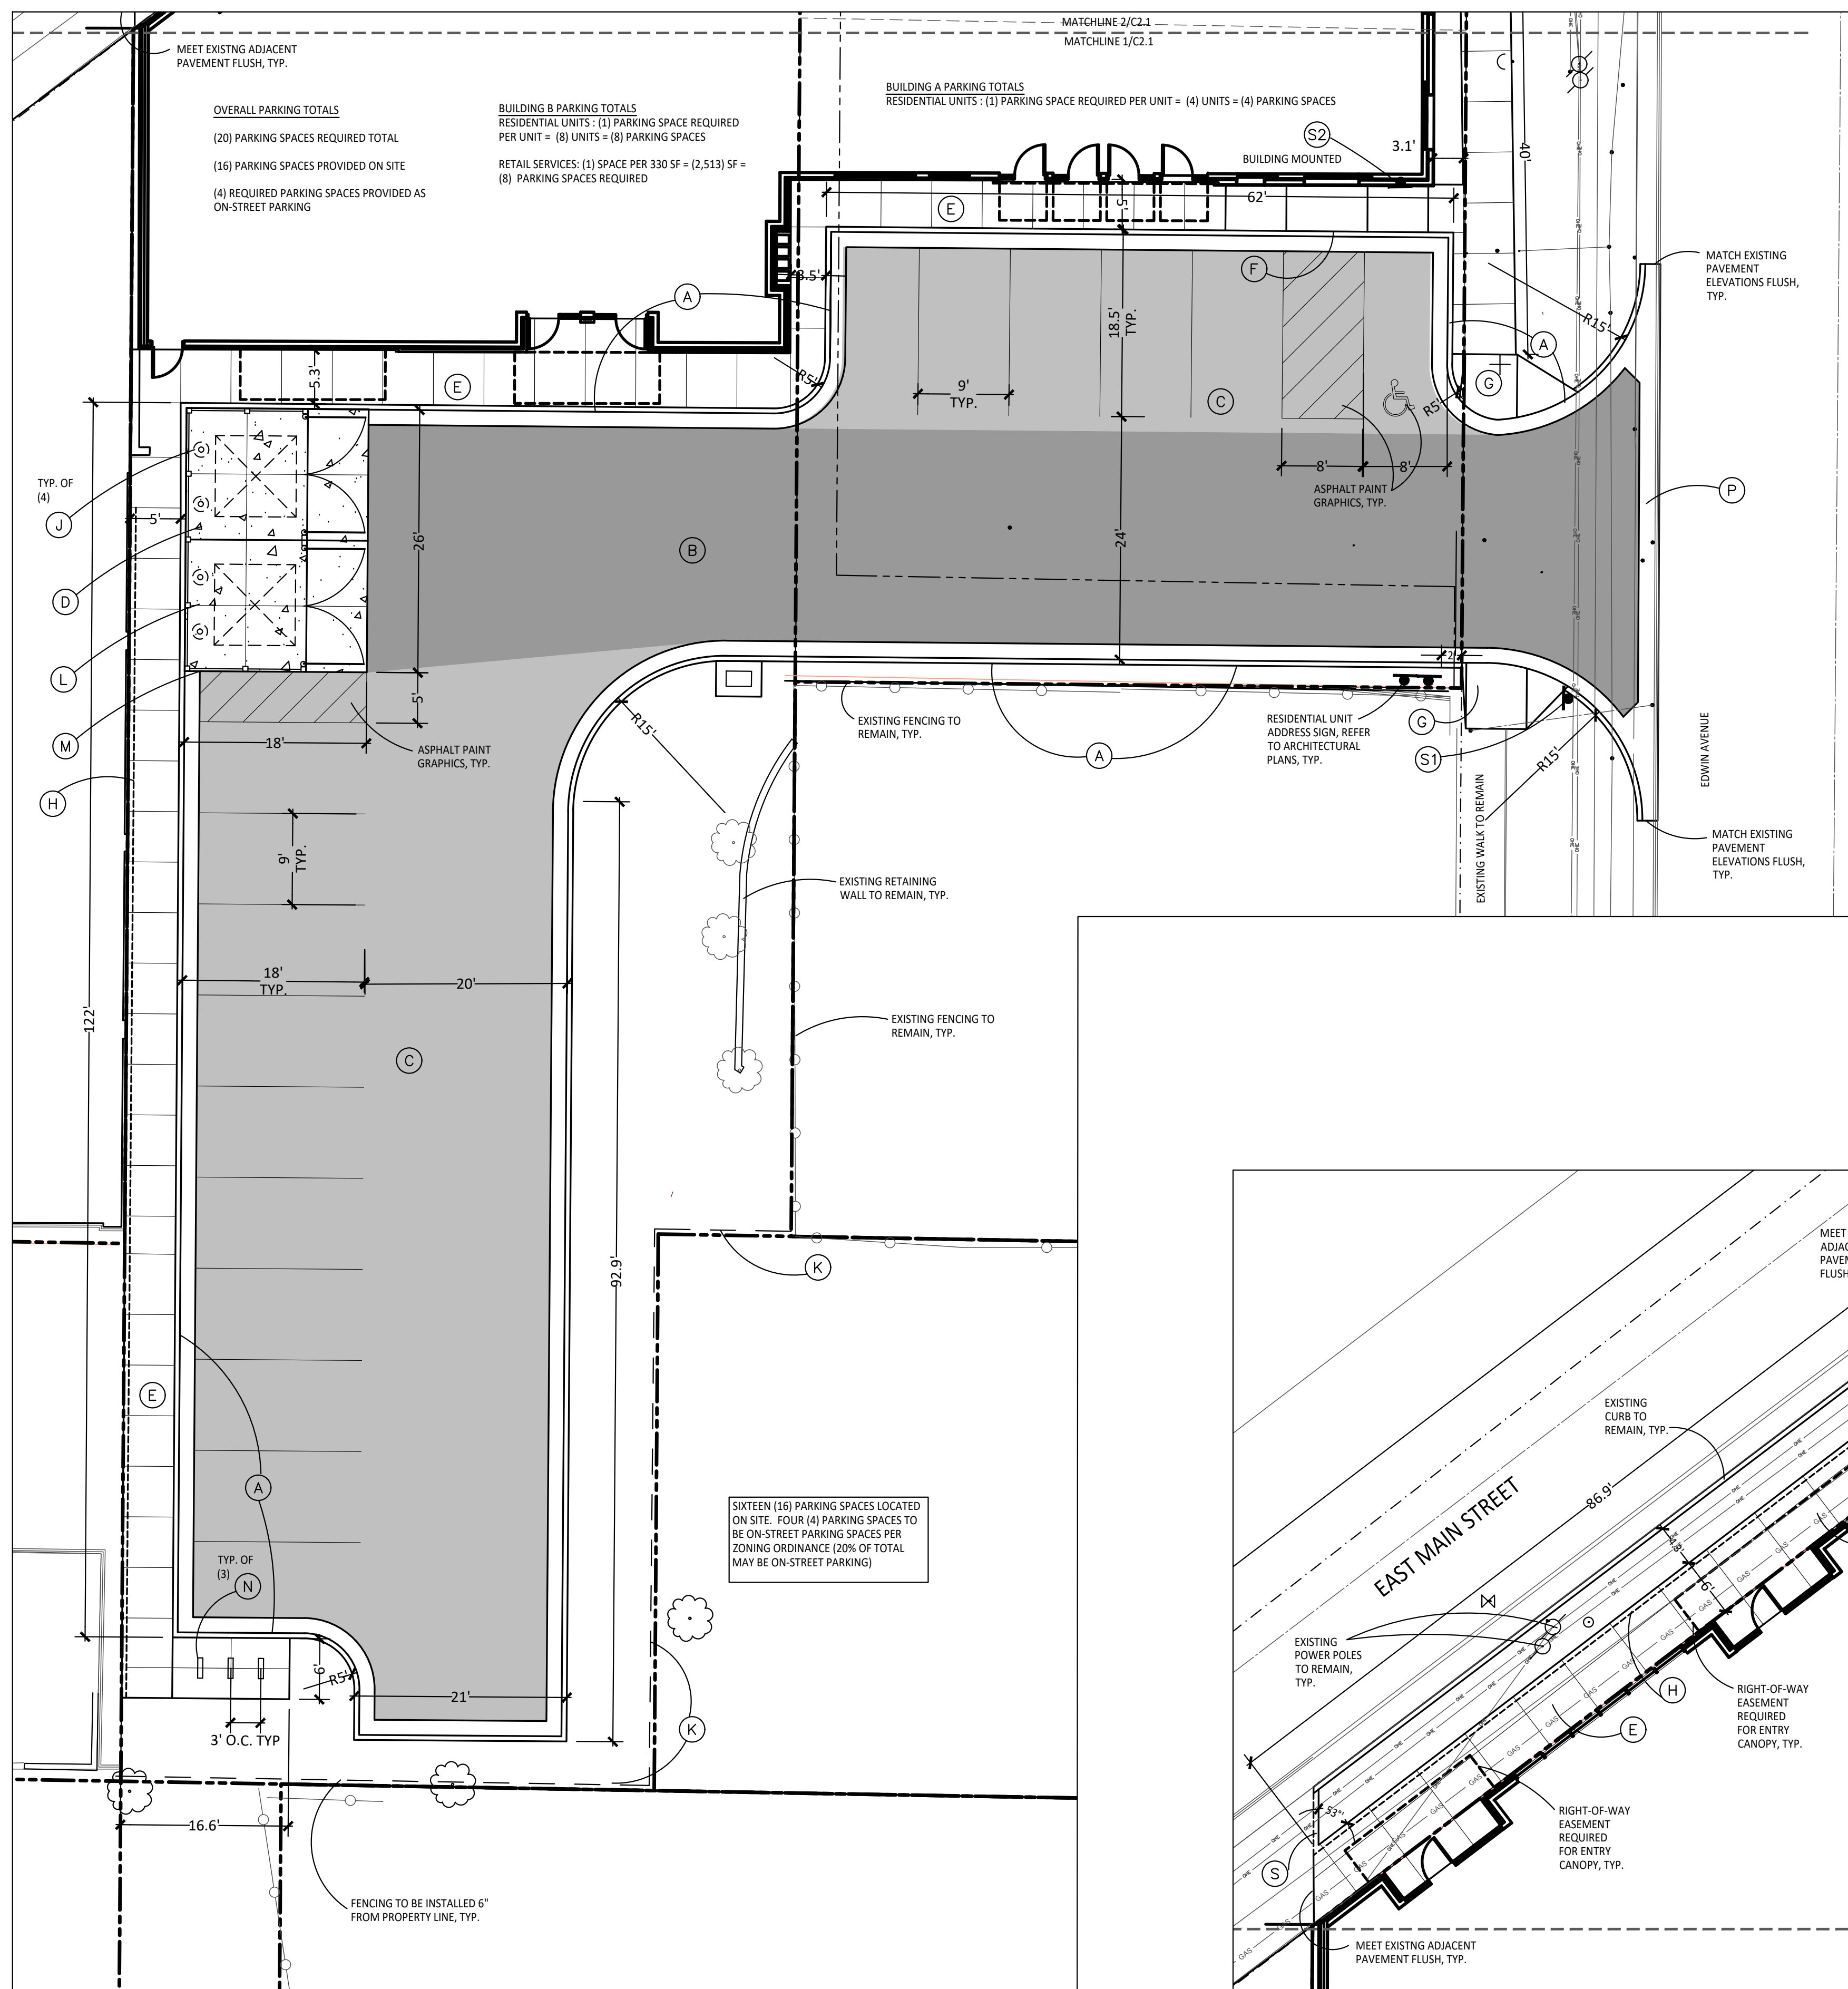 MATCHLINE 2/C2.1
MATCHLINE 1/C2.1
MEET EXISTNG ADJACENT
PAVEMENT FLUSH, TYP.
OVERALL PARKING TOTALS
(20) PARKING SPACES REQUIRED TOTAL
(16) PARKING SPACES PROVIDED ON SITE
(4) REQUIRED PARKING SPACES PROVIDED AS
ON-STREET PARKING
BUILDING B PARKING TOTALS
RESIDENTIAL UNITS : (1) PARKING SPACE REQUIRED
PER UNIT = (8) UNITS = (8) PARKING SPACES
RETAIL SERVICES: (1) SPACE PER 330 SF = (2,513) SF =
(8) PARKING SPACES REQUIRED
BUILDING A PARKING TOTALS
RESIDENTIAL UNITS : (1) PARKING SPACE REQUIRED PER UNIT = (4) UNITS = (4) PARKING SPACES
S2
BUILDING MOUNTED
3.1'
40'
62'
E
5'
F
3.5'
A
18.5'
TYP.
MATCH EXISTING
PAVEMENT
ELEVATIONS FLUSH,
TYP.
R15'
A
G
5.3'
E
R5'
9'
TYP.
C
R5'
8'
8'
ASPHALT PAINT
GRAPHICS, TYP.
P
TYP. OF
(4)
J
5'
26'
B
24'
D
L
M
H
5'
18'
ASPHALT PAINT
GRAPHICS, TYP.
R15'
2'
EXISTING FENCING TO
REMAIN, TYP.
A
RESIDENTIAL UNIT
ADDRESS SIGN, REFER
TO ARCHITECTURAL
PLANS, TYP.
G
S1
R15'
EDWIN AVENUE
EXISTING WALK TO REMAIN
MATCH EXISTING
PAVEMENT
ELEVATIONS FLUSH,
TYP.
9'
TYP.
EXISTING RETAINING
WALL TO REMAIN, TYP.
18'
TYP.
20'
122'
EXISTING FENCING TO
REMAIN, TYP.
C
92.9'
K
E
A
TYP. OF
(3)
N
SIXTEEN (16) PARKING SPACES LOCATED
ON SITE. FOUR (4) PARKING SPACES TO
BE ON-STREET PARKING SPACES PER
ZONING ORDINANCE (20% OF TOTAL
MAY BE ON-STREET PARKING)
6'
R5'
21'
3' O.C. TYP
K
16.6'
FENCING TO BE INSTALLED 6"
FROM PROPERTY LINE, TYP.
MEET
FLUSH
EXISTING
CURB TO
REMAIN, TYP.
86.9'
EAST MAIN STREET
6'
EXISTING
POWER POLES
TO REMAIN,
TYP.
H
E
RIGHT-OF-WAY
EASEMENT
REQUIRED
FOR ENTRY
CANOPY, TYP.
RIGHT-OF-WAY
EASEMENT
REQUIRED
FOR ENTRY
CANOPY, TYP.
53°
S
OHE
GAS
MEET EXISTNG ADJACENT
PAVEMENT FLUSH, TYP.